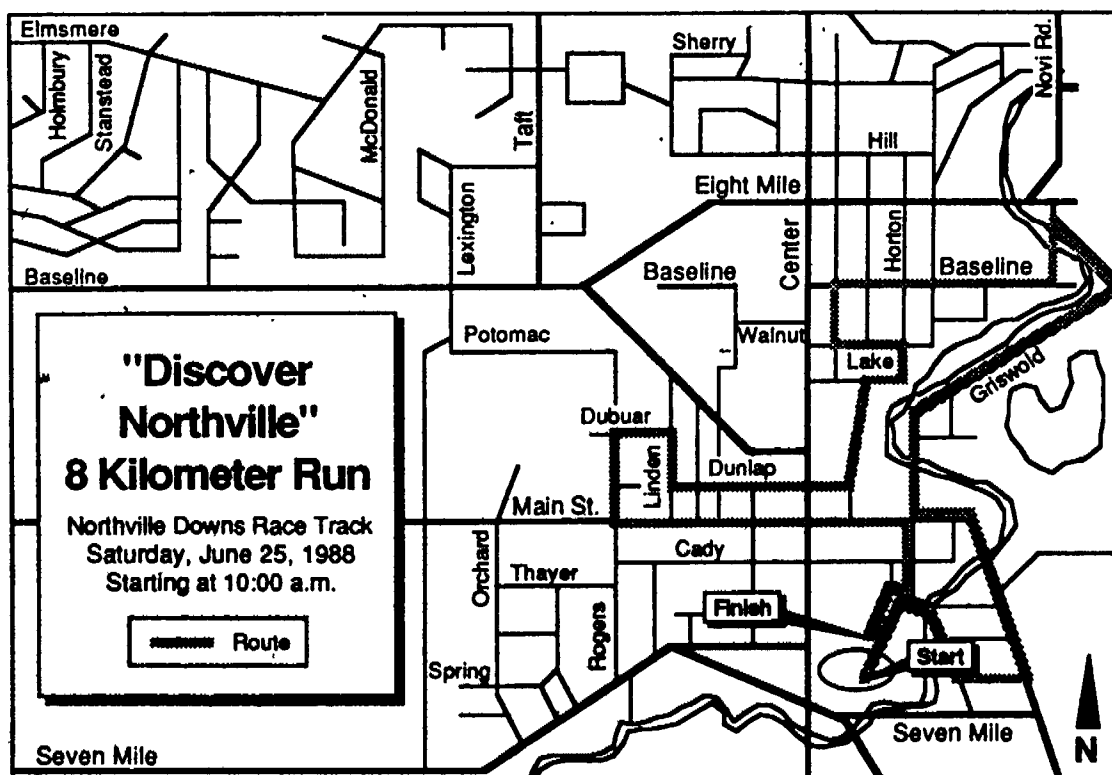 Elmsmere
Holmbury
Stanstead
McDonald
Taft
Sherry
Novi Rd.
Hill
Eight Mile
Lexington
Center
Horton
Baseline
Baseline
Baseline
Potomac
Walnut
Lake
Griswold
"Discover
Northville"
8 Kilometer Run
Northville Downs Race Track
Saturday, June 25, 1988
Starting at 10:00 a.m.
Route
Dubuar
Linden
Dunlap
Main St.
Cady
Orchard
Thayer
Rogers
Finish
Start
Spring
Seven Mile
Seven Mile
N